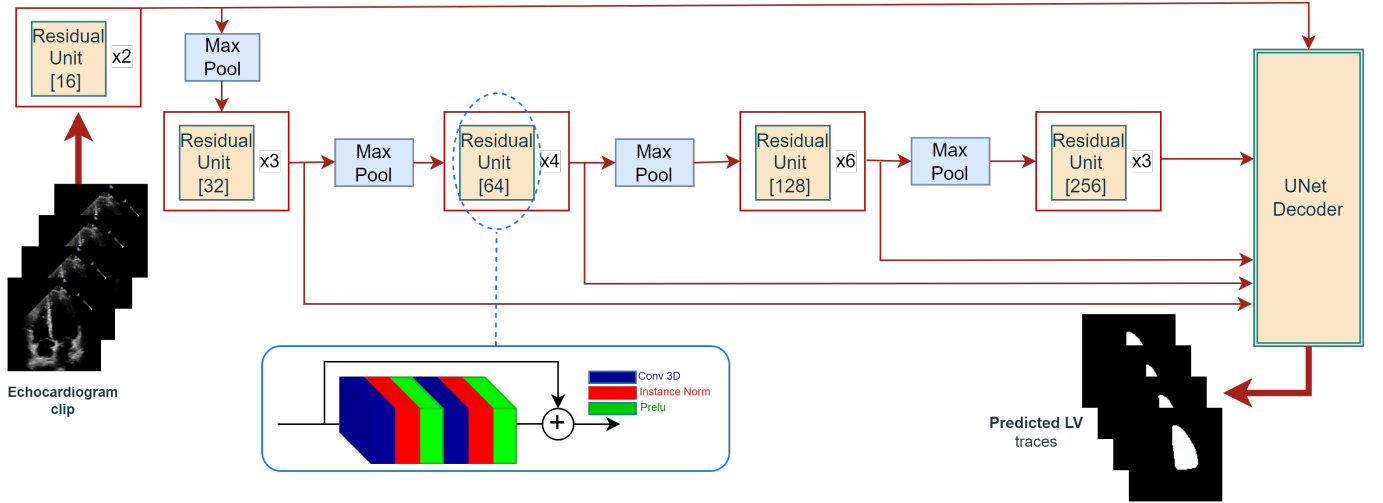 Residual
Unit
[16]
x2
Max
Pool
Residual
Unit
[32]
x3
Max
Pool
Residual
Unit
[64]
x4
Max
Pool
Residual
Unit
[128]
x6
Max
Pool
Residual
Unit
[256]
x3
UNet
Decoder
Echocardiogram
clip
Conv 3D
Instance Norm
Prelu
+
Predicted LV
traces